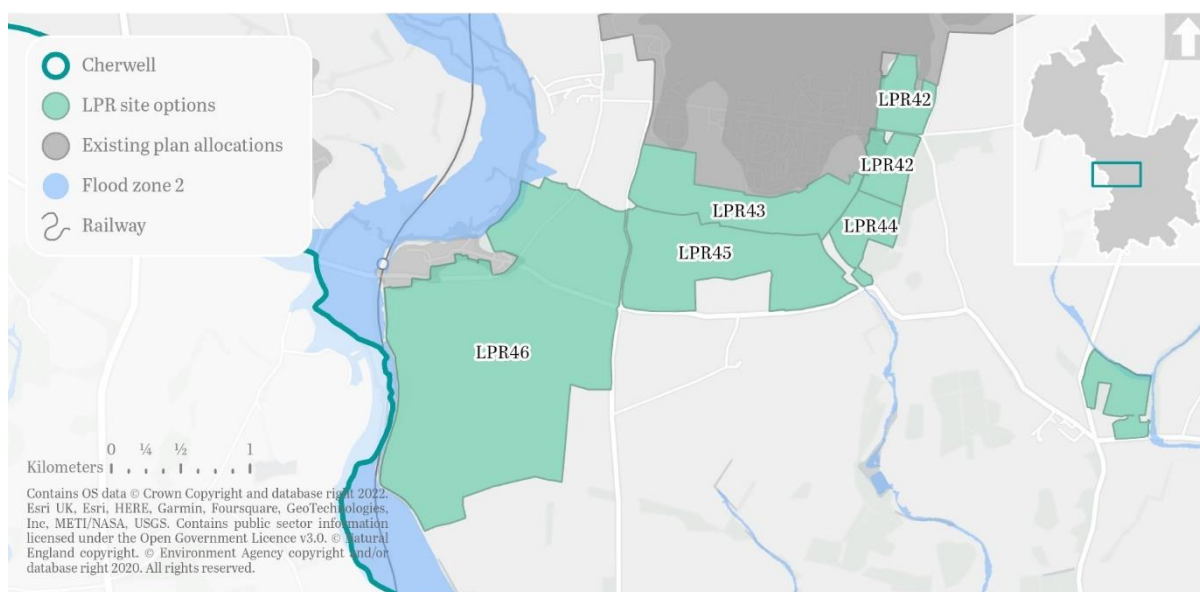 Cherwell
LPR site options
Existing plan allocations
Flood zone 2
Railway
LPR42
LPR42
LPR43
LPR44
LPR45
LPR46
0 ¼ ½ 1
Kilometers
Contains OS data © Crown Copyright and database right 2022.
Esri UK, Esri, HERE, Garmin, Foursquare, GeoTechnologies,
Inc, METI/NASA, USGS. Contains public sector information
licensed under the Open Government Licence v3.0. © Natural
England copyright. © Environment Agency copyright and/or
database right 2020. All rights reserved.